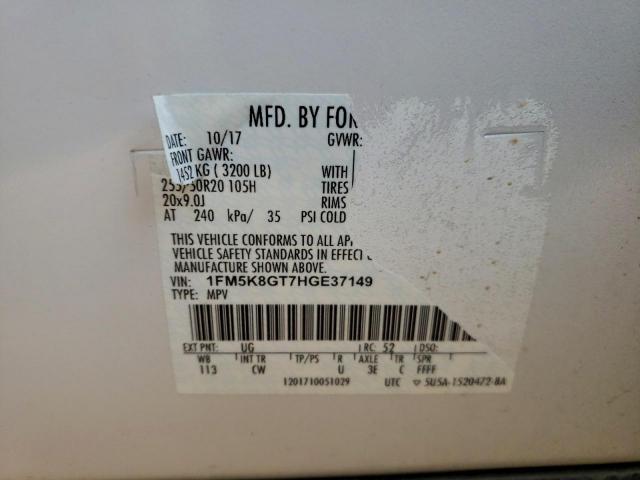 MFD. BY FOR
DATE: 10/17 GVWR:
FRONT GAWR:
1452 KG ( 3200 LB) WITH
255/50R20 105H TIRES
20x9.0J RIMS
AT 240 kPa/ 35 PSI COLD
THIS VEHICLE CONFORMS TO ALL AP
VEHICLE SAFETY STANDARDS IN EFFECT
MANUFACTURE SHOWN ABOVE.
VIN: 1FM5K8GT7HGE37149
TYPE: MPV
EXT PNT: UG RC: 52 DSO:
WB INT TR TP/PS R AXLE TR SPR
113 CW U 3E C FFFF
1201710051029 UTC ▽ 5U5A-1520472-BA